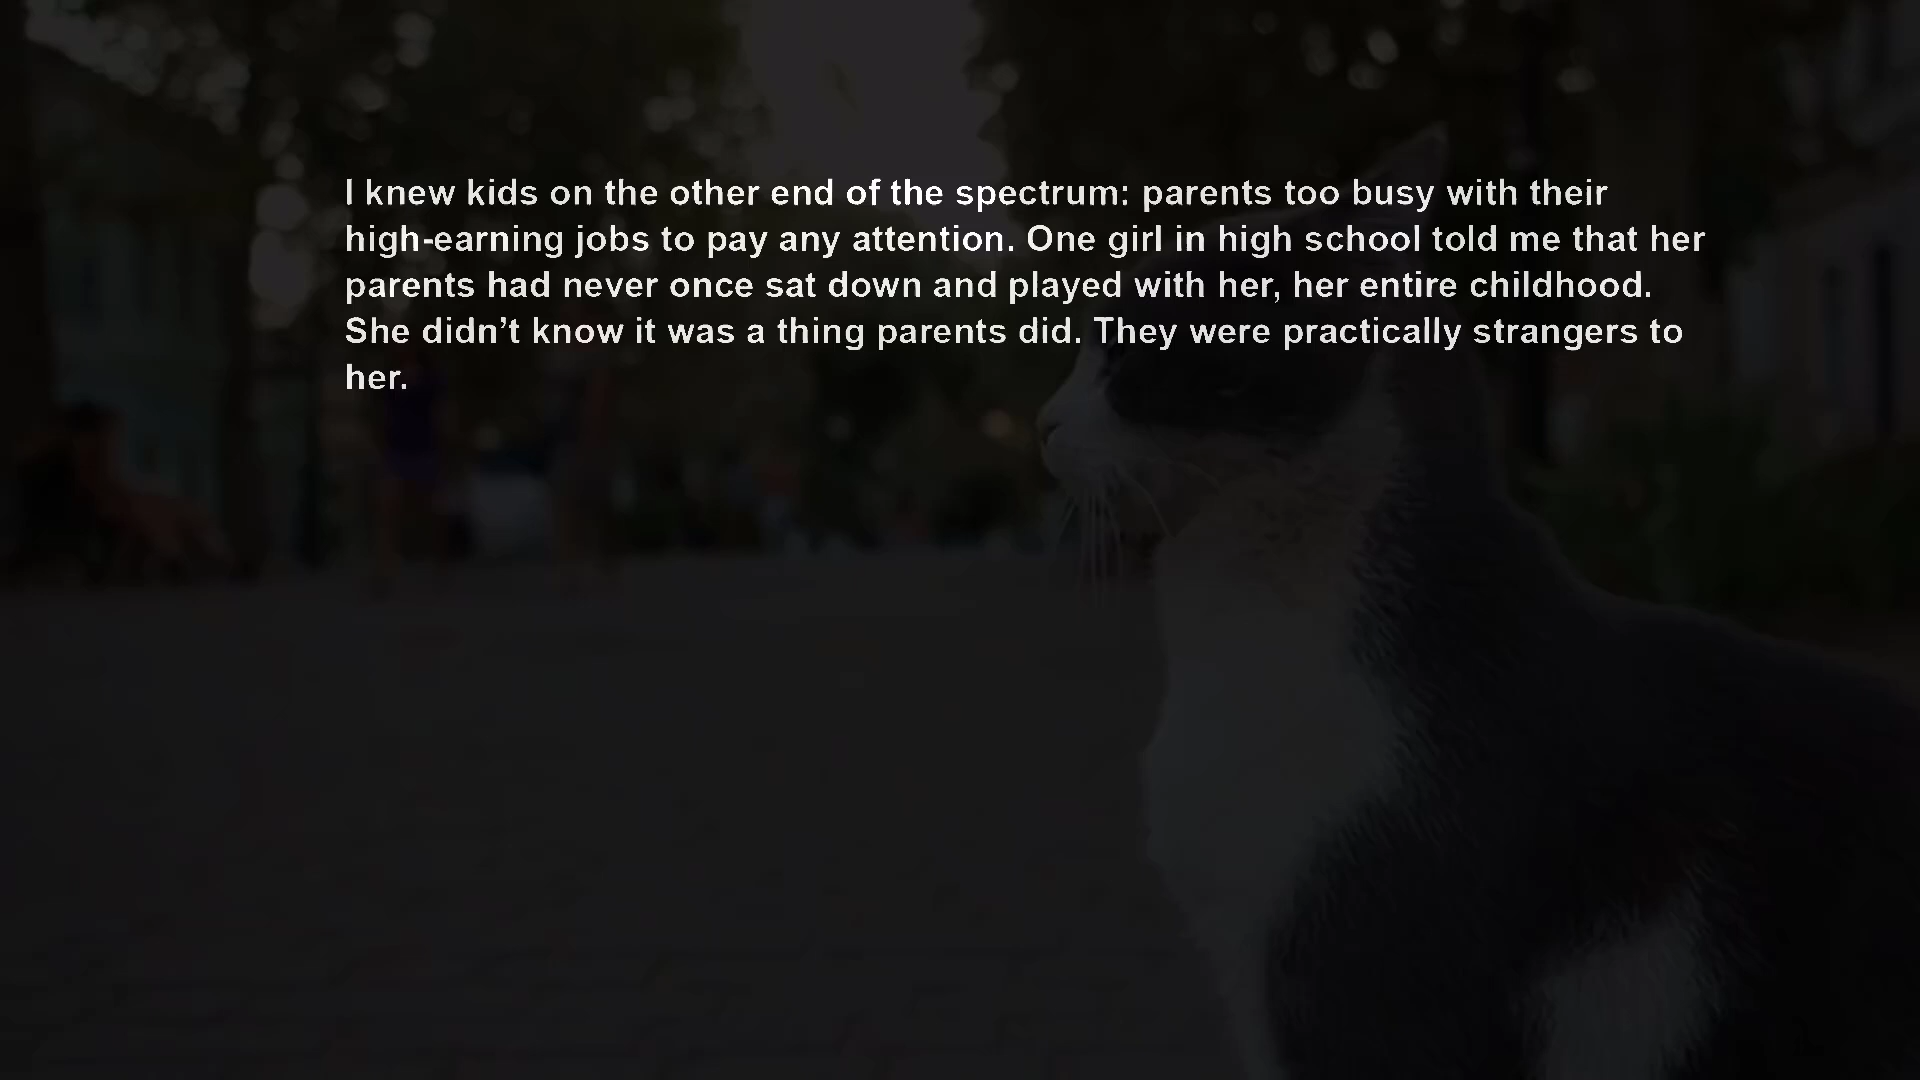 I knew kids on the other end of the spectrum: parents too busy with their
high-earning jobs to pay any attention. One girl in high school told me that her
parents had never once sat down and played with her, her entire childhood.
She didn’t know it was a thing parents did. They were practically strangers to
her.